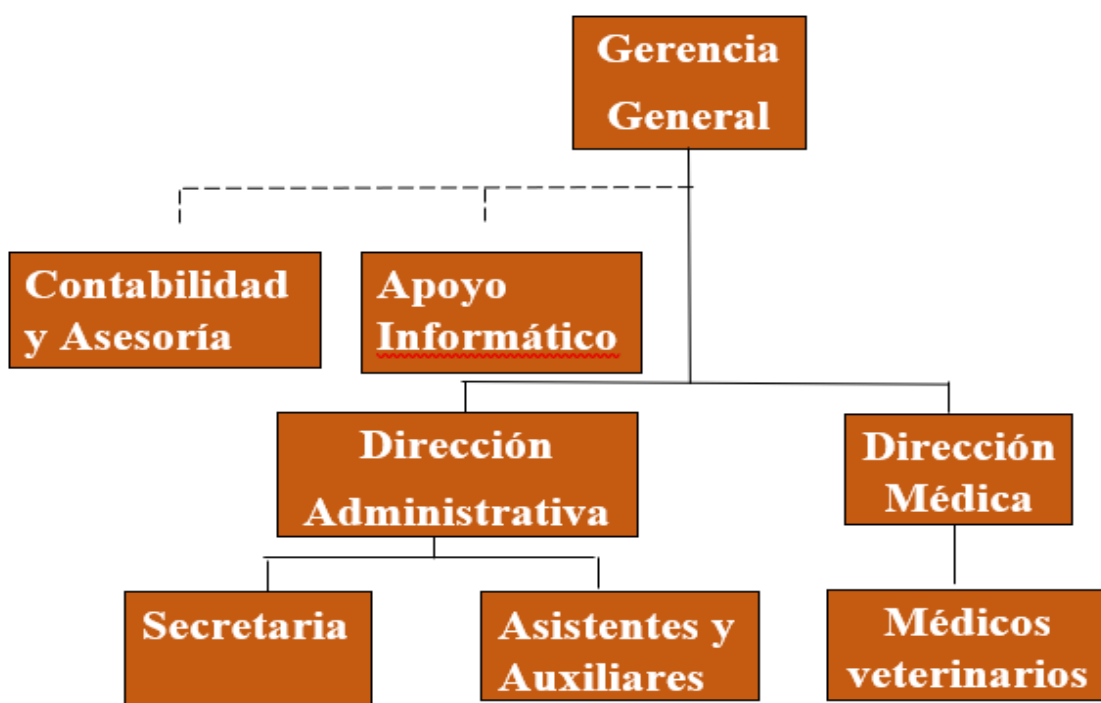 Gerencia
General
Contabilidad
y Asesoría
Apoyo
Informático
Dirección
Administrativa
Dirección
Médica
Secretaria
Asistentes y
Auxiliares
Médicos
veterinarios